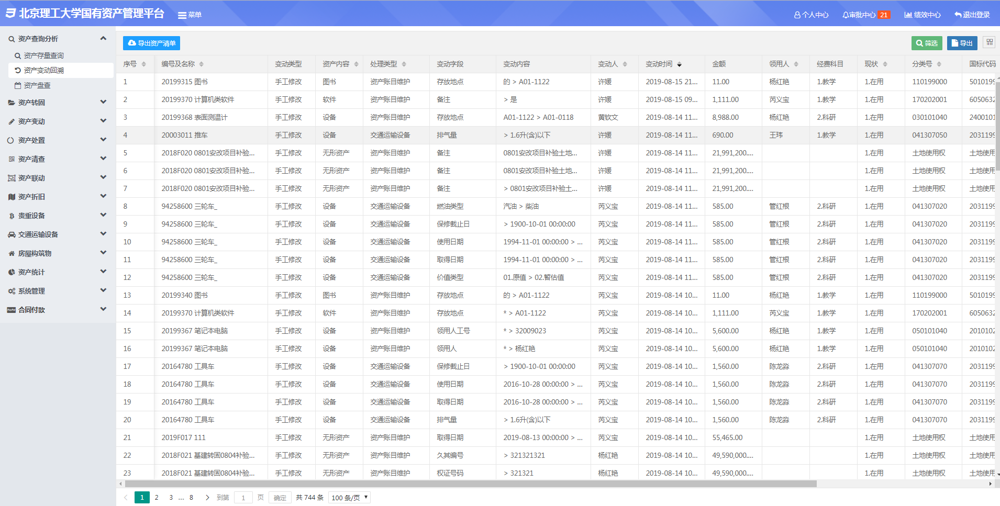 北京理工大学国有资产管理平台 菜单 个人中心 审批中心 21 绩效中心 退出登录
资产查询分析
资产存量查询
资产变动回溯
资产盘查
资产转固
资产变动
资产处置
资产清查
资产联动
资产折旧
贵重设备
交通运输设备
房屋构筑物
资产统计
系统管理
合同付款
导出资产清单 筛选 导出
序号 编号及名称 变动类型 资产内容 处理类型 变动字段 变动内容 变动人 变动时间 金额 领用人 经费科目 现状 分类号 国标代码
1 20199315 图书 手工修改 图书 资产账目维护 存放地点 的 > A01-1122 许媛 2019-08-15 21... 11.00 杨红艳 1.教学 1.在用 110199000 5010199
2 20199370 计算机类软件 手工修改 软件 资产账目维护 备注 > 是 许媛 2019-08-15 09... 1,111.00 芮义宝 1.教学 1.在用 170202001 6050632
3 20199368 表面测温计 手工修改 设备 资产账目维护 存放地点 A01-1122 > A01-0118 黄钦文 2019-08-14 11... 8,988.00 杨红艳 2.科研 1.在用 030101040 2400101
4 20003011 推车 手工修改 设备 交通运输设备 排气量 > 1.6升(含)以下 许媛 2019-08-14 11... 690.00 王玮 1.教学 1.在用 041307050 2031199
5 2018F020 0801安改项目补验... 手工修改 无形资产 资产账目维护 备注 0801安改项目补验土地... 许媛 2019-08-14 11... 21,991,200.... 1.在用 土地使用权 土地使用
6 2018F020 0801安改项目补验... 手工修改 无形资产 资产账目维护 备注 0801安改项目补验土地... 许媛 2019-08-14 11... 21,991,200.... 1.在用 土地使用权 土地使用
7 2018F020 0801安改项目补验... 手工修改 无形资产 资产账目维护 备注 > 0801安改项目补验土... 许媛 2019-08-14 11... 21,991,200.... 1.在用 土地使用权 土地使用
8 94258600 三轮车_ 手工修改 设备 交通运输设备 燃油类型 汽油 > 柴油 芮义宝 2019-08-14 11... 585.00 管红根 2.科研 1.在用 041307020 2031199
9 94258600 三轮车_ 手工修改 设备 交通运输设备 保修截止日 > 1900-10-01 00:00:00 芮义宝 2019-08-14 11... 585.00 管红根 2.科研 1.在用 041307020 2031199
10 94258600 三轮车_ 手工修改 设备 交通运输设备 使用日期 1994-11-01 00:00:00 > ... 芮义宝 2019-08-14 11... 585.00 管红根 2.科研 1.在用 041307020 2031199
11 94258600 三轮车_ 手工修改 设备 交通运输设备 取得日期 1994-11-01 00:00:00 > ... 芮义宝 2019-08-14 11... 585.00 管红根 2.科研 1.在用 041307020 2031199
12 94258600 三轮车_ 手工修改 设备 交通运输设备 价值类型 01.原值 > 02.暂估值 芮义宝 2019-08-14 11... 585.00 管红根 2.科研 1.在用 041307020 2031199
13 20199340 图书 手工修改 图书 资产账目维护 存放地点 的 > A01-1122 芮义宝 2019-08-14 10... 11.00 杨红艳 1.教学 1.在用 110199000 5010199
14 20199370 计算机类软件 手工修改 软件 资产账目维护 存放地点 * > A01-1122 芮义宝 2019-08-14 10... 1,111.00 芮义宝 1.教学 1.在用 170202001 6050632
15 20199367 笔记本电脑 手工修改 设备 资产账目维护 领用人工号 * > 32009023 芮义宝 2019-08-14 10... 5,600.00 杨红艳 1.教学 1.在用 050101040 2010102
16 20199367 笔记本电脑 手工修改 设备 资产账目维护 领用人 * > 杨红艳 芮义宝 2019-08-14 10... 5,600.00 杨红艳 1.教学 1.在用 050101040 2010102
17 20164780 工具车 手工修改 设备 交通运输设备 保修截止日 > 1900-10-01 00:00:00 芮义宝 2019-08-14 10... 1,560.00 陈龙淼 2.科研 1.在用 041307070 2031199
18 20164780 工具车 手工修改 设备 交通运输设备 使用日期 2016-10-28 00:00:00 > ... 芮义宝 2019-08-14 10... 1,560.00 陈龙淼 2.科研 1.在用 041307070 2031199
19 20164780 工具车 手工修改 设备 交通运输设备 取得日期 2016-10-28 00:00:00 > ... 芮义宝 2019-08-14 10... 1,560.00 陈龙淼 2.科研 1.在用 041307070 2031199
20 20164780 工具车 手工修改 设备 交通运输设备 排气量 > 1.6升(含)以下 芮义宝 2019-08-14 10... 1,560.00 陈龙淼 2.科研 1.在用 041307070 2031199
21 2019F017 111 手工修改 无形资产 资产账目维护 取得日期 2019-08-13 00:00:00 > ... 芮义宝 2019-08-14 10... 55,465.00 1.在用 土地使用权 土地使用
22 2018F021 基建转固0804补验... 手工修改 无形资产 资产账目维护 久其编号 > 321321321 杨红艳 2019-08-14 10... 49,590,000.... 1.在用 土地使用权 土地使用
23 2018F021 基建转固0804补验... 手工修改 无形资产 资产账目维护 权证号码 > 321321 杨红艳 2019-08-14 10... 49,590,000.... 1.在用 土地使用权 土地使用
1 2 3 ... 8 到第 1 页 确定 共 744 条 100 条/页